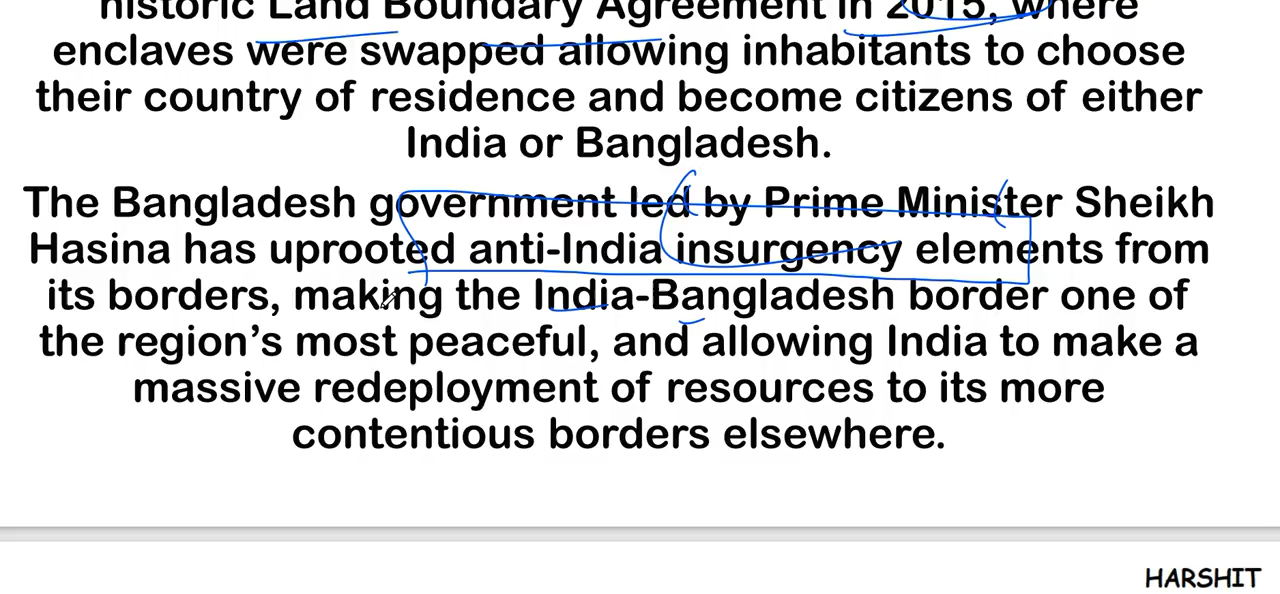 historic Land Boundary Agreement in 2015, where
enclaves were swapped allowing inhabitants to choose
their country of residence and become citizens of either
India or Bangladesh.
The Bangladesh government led by Prime Minister Sheikh
Hasina has uprooted anti-India insurgency elements from
its borders, making the India-Bangladesh border one of
the region’s most peaceful, and allowing India to make a
massive redeployment of resources to its more
contentious borders elsewhere.
HARSHIT